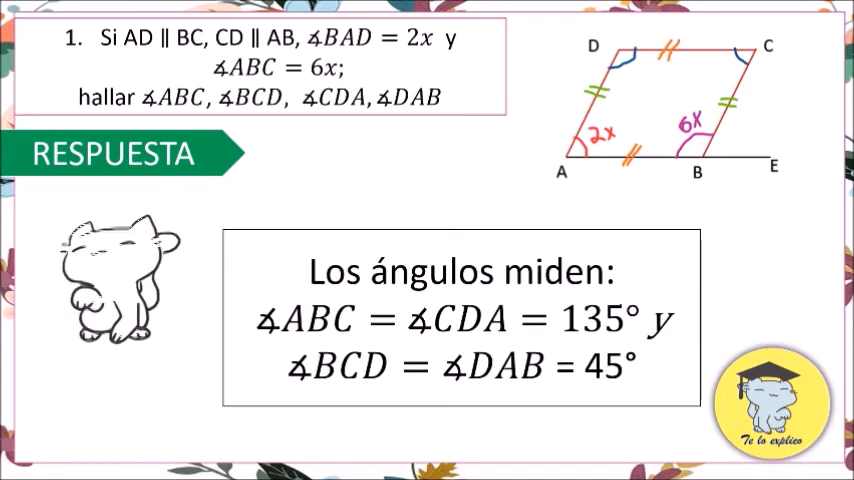 1. Si AD ∥ BC, CD ∥ AB, ∡BAD = 2x y
∡ABC = 6x;
hallar ∡ABC, ∡BCD, ∡CDA, ∡DAB
D
C
2x
6x
A
B
E
RESPUESTA
Los ángulos miden:
∡ABC = ∡CDA = 135° y
∡BCD = ∡DAB = 45°
Te lo explico